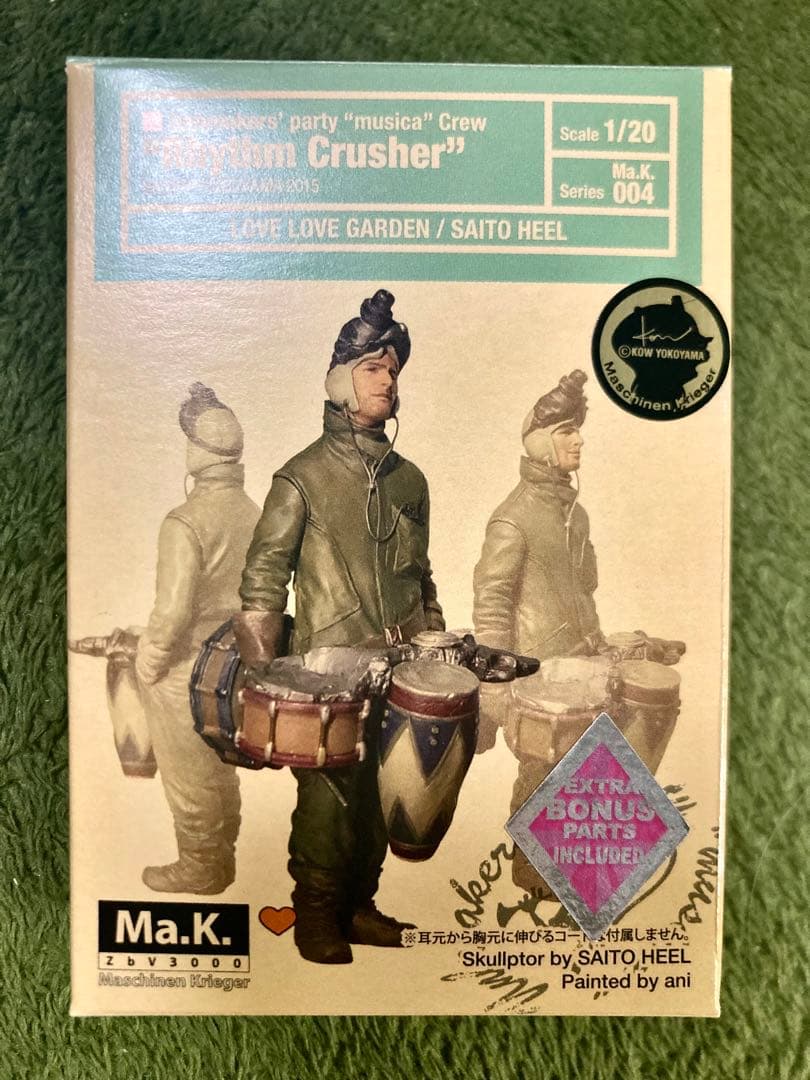 party “musica” Crew
“Rhythm Crusher”
2015
LOVE LOVE GARDEN / SAITO HEEL
Scale 1/20
Ma.K.
Series 004
©KOW YOKOYAMA
Maschinen Krieger
EXTRA
BONUS
PARTS
INCLUDED
Ma.K.
ZbV3000
Maschinen Krieger
※耳元から胸元に伸びるコードは付属しません。
Skullptor by SAITO HEEL
Painted by ani